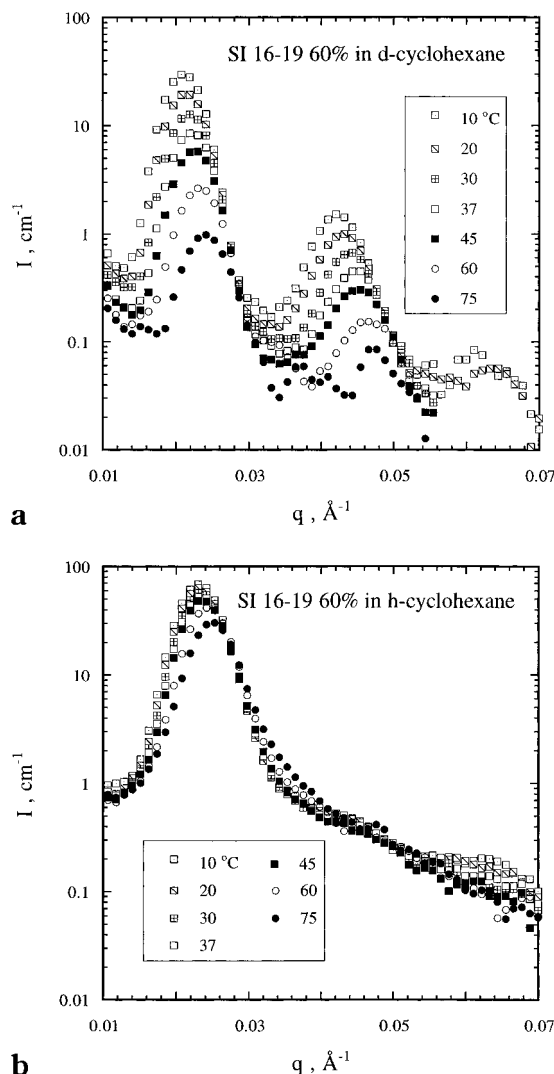 100
SI 16-19 60% in d-cyclohexane
10
10 °C
20
30
1
37
45
60
0.1
75
0.01
0.01 0.03 0.05 0.07
I , cm-1
q , Å-1
a
100
SI 16-19 60% in h-cyclohexane
10
1
10 °C 45
20 60
30 75
37
0.1
0.01
0.01 0.03 0.05 0.07
I , cm-1
q , Å-1
b